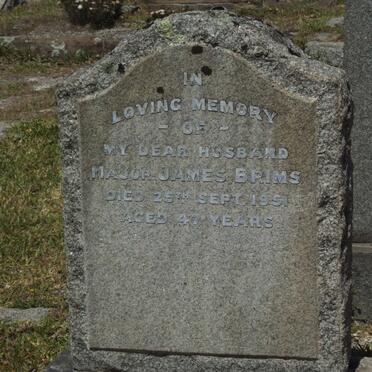 IN
LOVING MEMORY
- OF -
MY DEAR HUSBAND
MAJOR JAMES BRIMS
DIED 25TH SEPT. 1951
AGED 47 YEARS